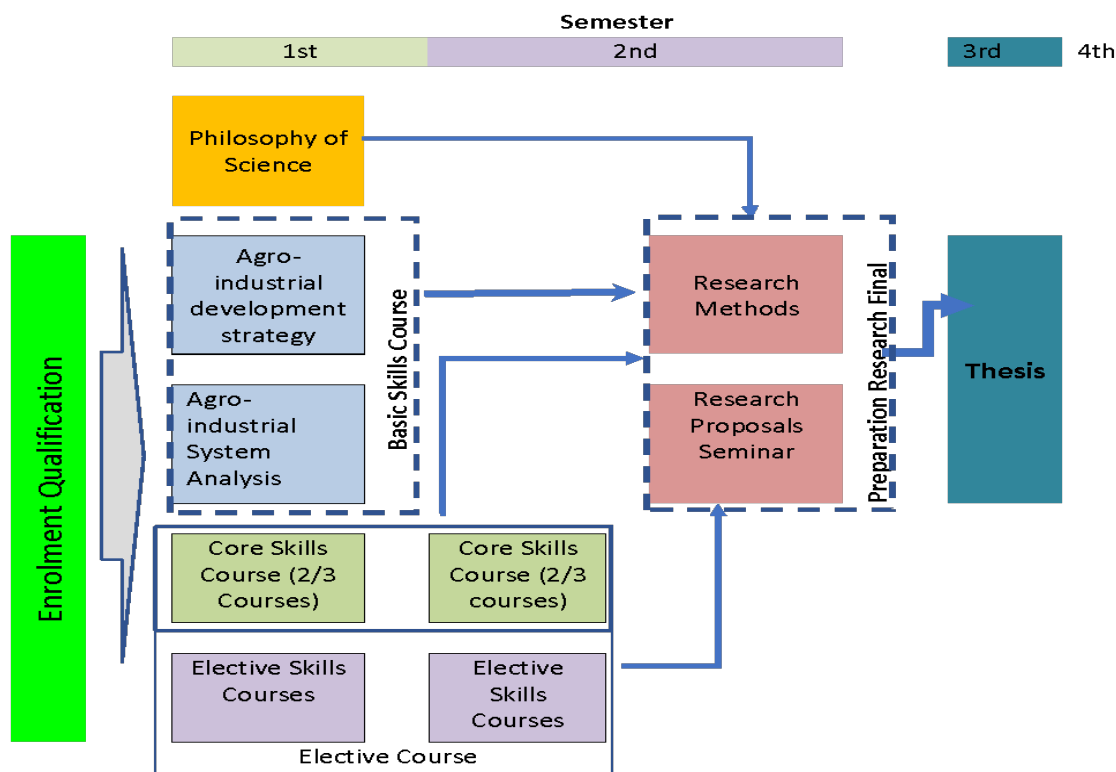 Semester
1st
2nd
3rd
4th
Philosophy of
Science
Enrolment Qualification
Agro-
industrial
development
strategy
Agro-
industrial
System
Analysis
Basic Skills Course
Research
Methods
Research
Proposals
Seminar
Preparation Research Final
Thesis
Core Skills
Course (2/3
Courses)
Core Skills
Course (2/3
courses)
Elective Skills
Courses
Elective
Skills
Courses
Elective Course